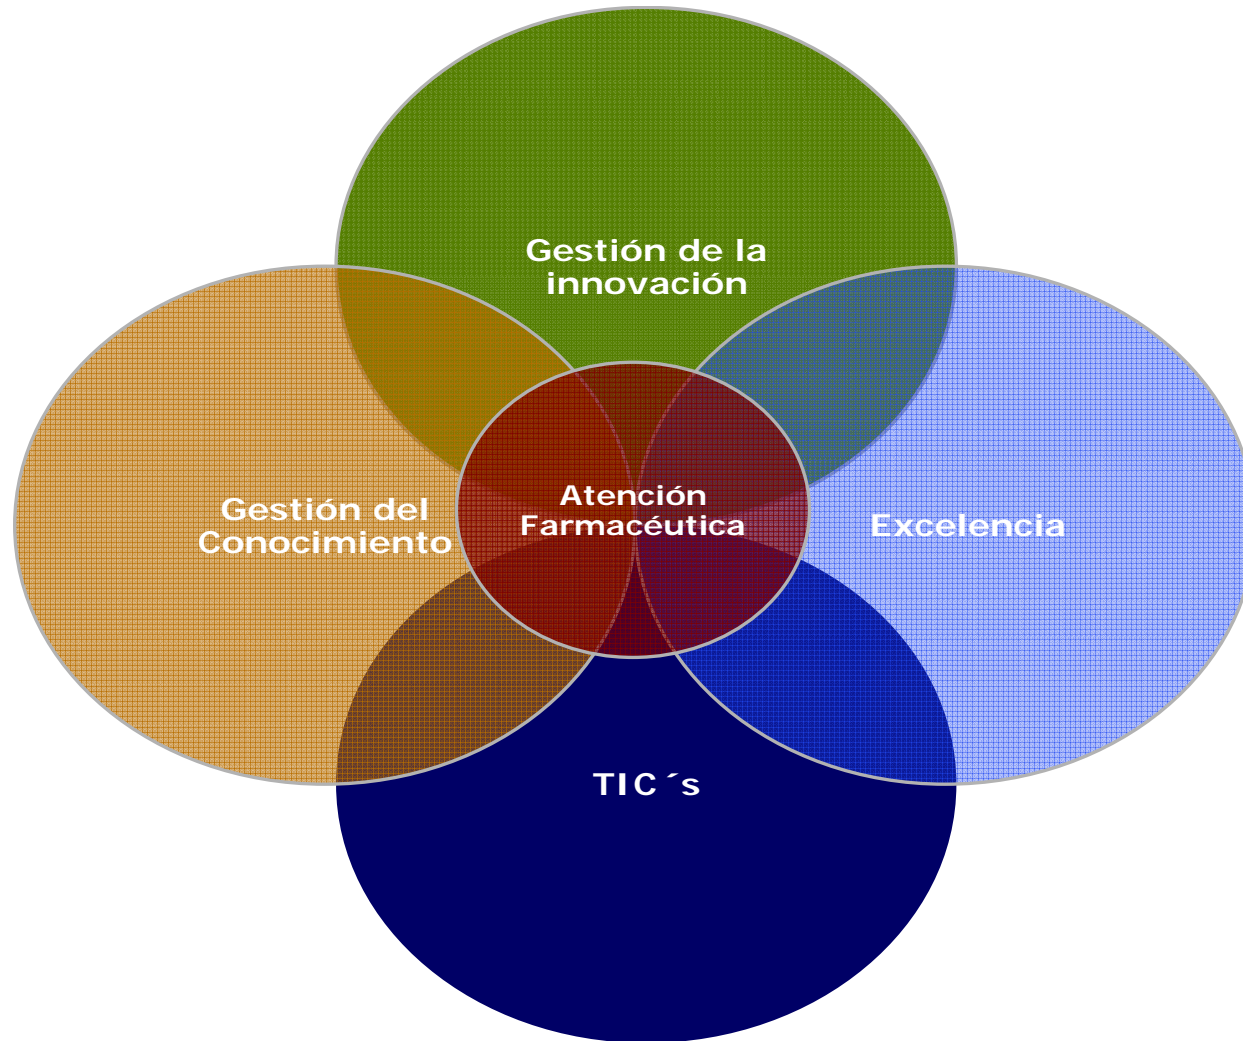 Gestión de la
innovación
Gestión del
Conocimiento
Atención
Farmacéutica
Excelencia
TIC´s